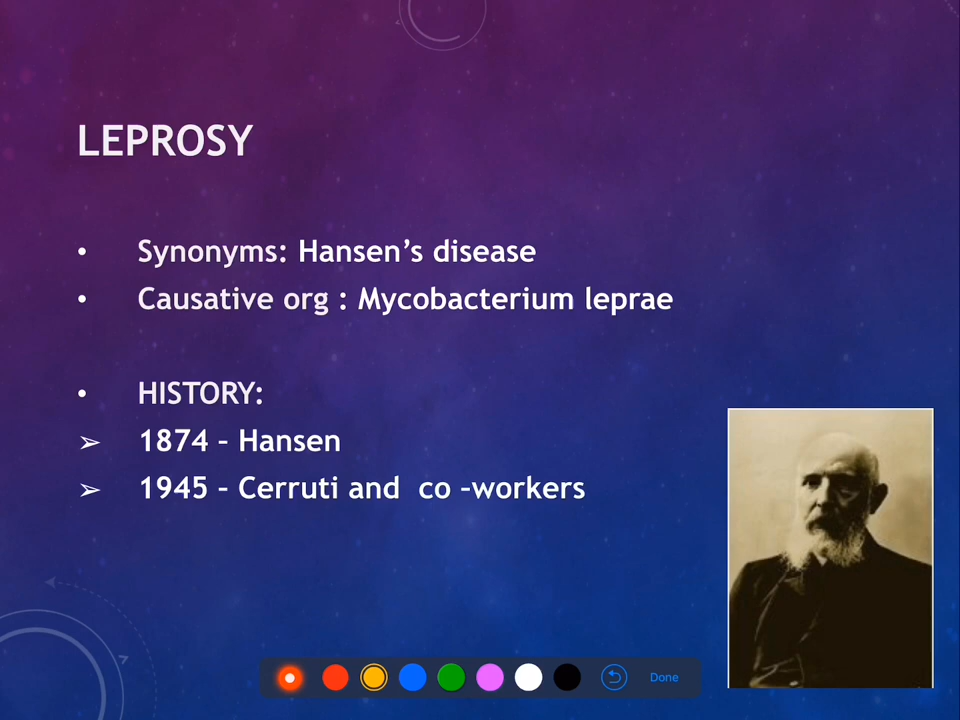 LEPROSY
• Synonyms: Hansen’s disease
• Causative org : Mycobacterium leprae
• HISTORY:
➢ 1874 – Hansen
➢ 1945 – Cerruti and co –workers
Done